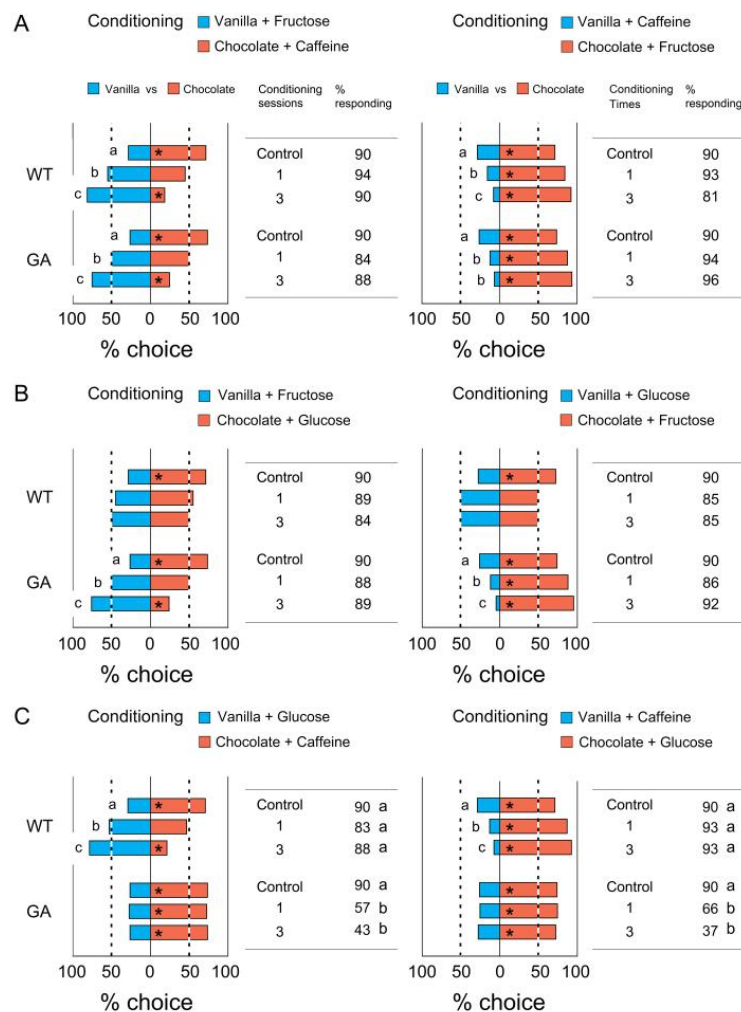 A
Conditioning Vanilla + Fructose
Chocolate + Caffeine
Conditioning Vanilla + Caffeine
Chocolate + Fructose
Vanilla vs Chocolate Conditioning sessions % responding
Vanilla vs Chocolate Conditioning Times % responding
WT
a * Control 90
b 1 94
c * 3 90
a * Control 90
b * 1 93
c * 3 81
GA
a * Control 90
b 1 84
c * 3 88
a * Control 90
b * 1 94
b * 3 96
100 50 0 50 100
% choice
100 50 0 50 100
% choice
B
Conditioning Vanilla + Fructose
Chocolate + Glucose
Conditioning Vanilla + Glucose
Chocolate + Fructose
WT
* Control 90
1 89
3 84
* Control 90
1 85
3 85
GA
a * Control 90
b 1 88
c * 3 89
a * Control 90
b * 1 86
c * 3 92
100 50 0 50 100
% choice
100 50 0 50 100
% choice
C
Conditioning Vanilla + Glucose
Chocolate + Caffeine
Conditioning Vanilla + Caffeine
Chocolate + Glucose
WT
a * Control 90 a
b 1 83 a
c * 3 88 a
a * Control 90 a
b * 1 93 a
c * 3 93 a
GA
* Control 90 a
* 1 57 b
* 3 43 b
* Control 90 a
* 1 66 b
* 3 37 b
100 50 0 50 100
% choice
100 50 0 50 100
% choice